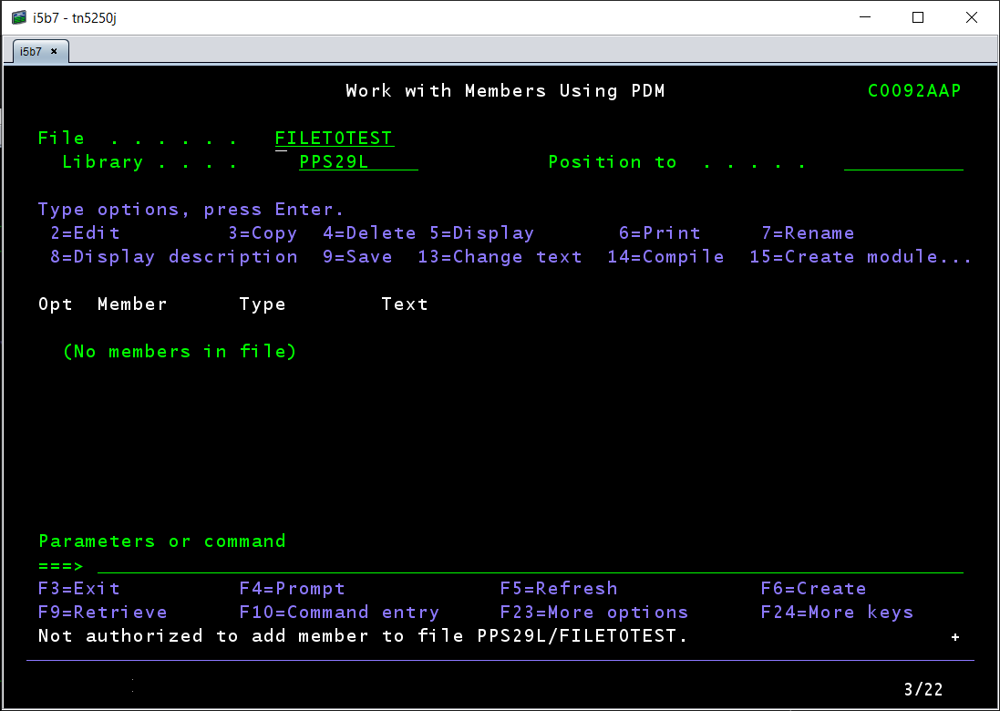 i5b7 - tn5250j
i5b7 ×
Work with Members Using PDM C0092AAP
File . . . . . . FILETOTEST
Library . . . . PPS29L Position to . . . . .
Type options, press Enter.
2=Edit 3=Copy 4=Delete 5=Display 6=Print 7=Rename
8=Display description 9=Save 13=Change text 14=Compile 15=Create module...
Opt Member Type Text
(No members in file)
Parameters or command
===>
F3=Exit F4=Prompt F5=Refresh F6=Create
F9=Retrieve F10=Command entry F23=More options F24=More keys
Not authorized to add member to file PPS29L/FILETOTEST. +
3/22